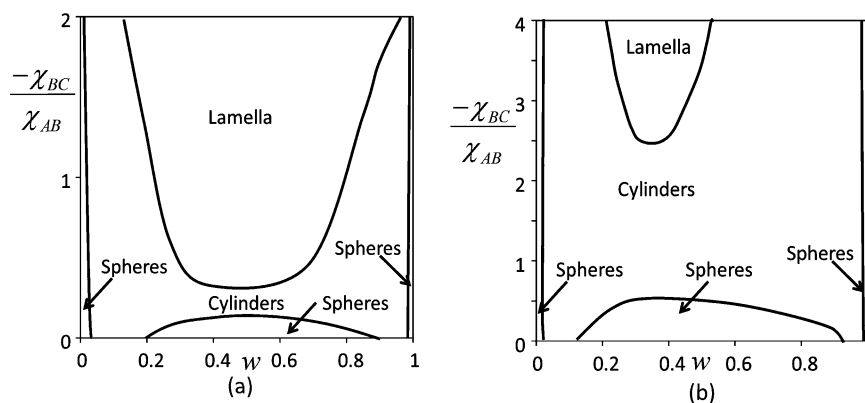 2
−χBC
χAB
1
0
Lamella
Spheres
Spheres
Cylinders
Spheres
0 0.2 w 0.6 0.8 1
0.4
(a)
4
−χBC
χAB
3
2
1
0
Lamella
Cylinders
Spheres
Spheres
Spheres
0 0.2 0.4 w 0.6 0.8
(b)